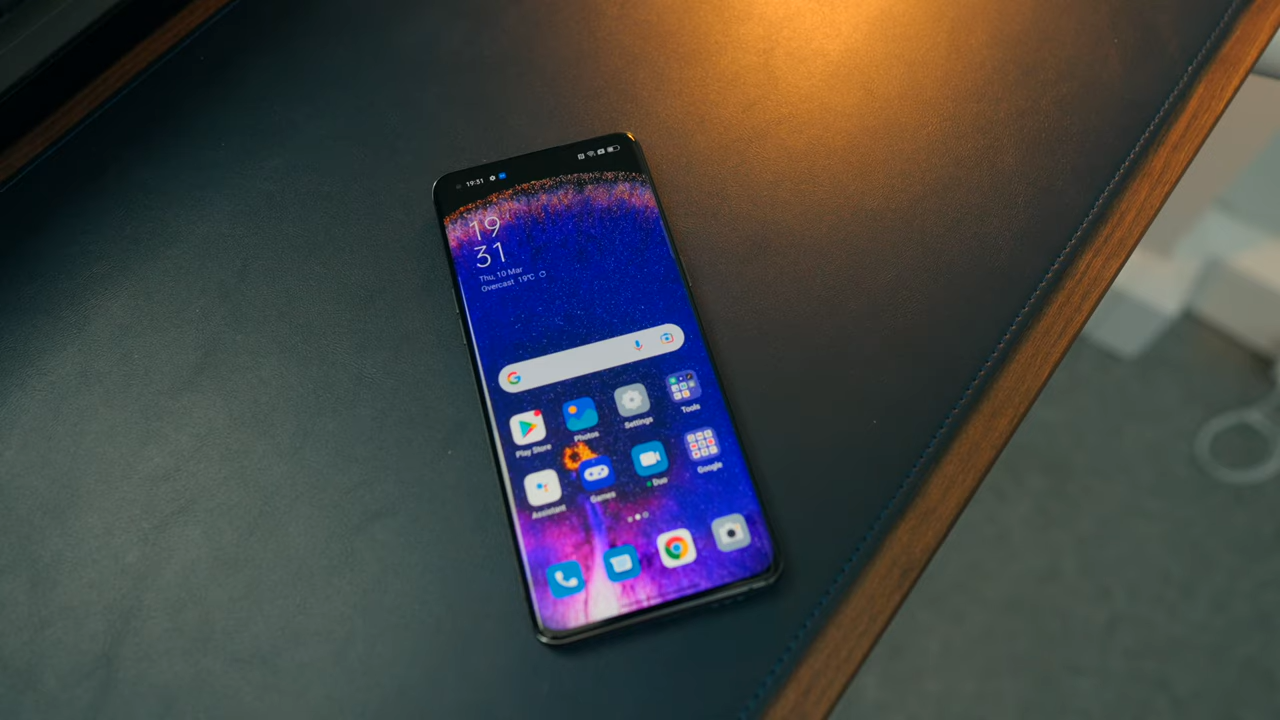 19:31
19
31
Thu, 10 Mar
Overcast 19°C
Play Store
Photos
Settings
Tools
Assistant
Games
Duo
Google